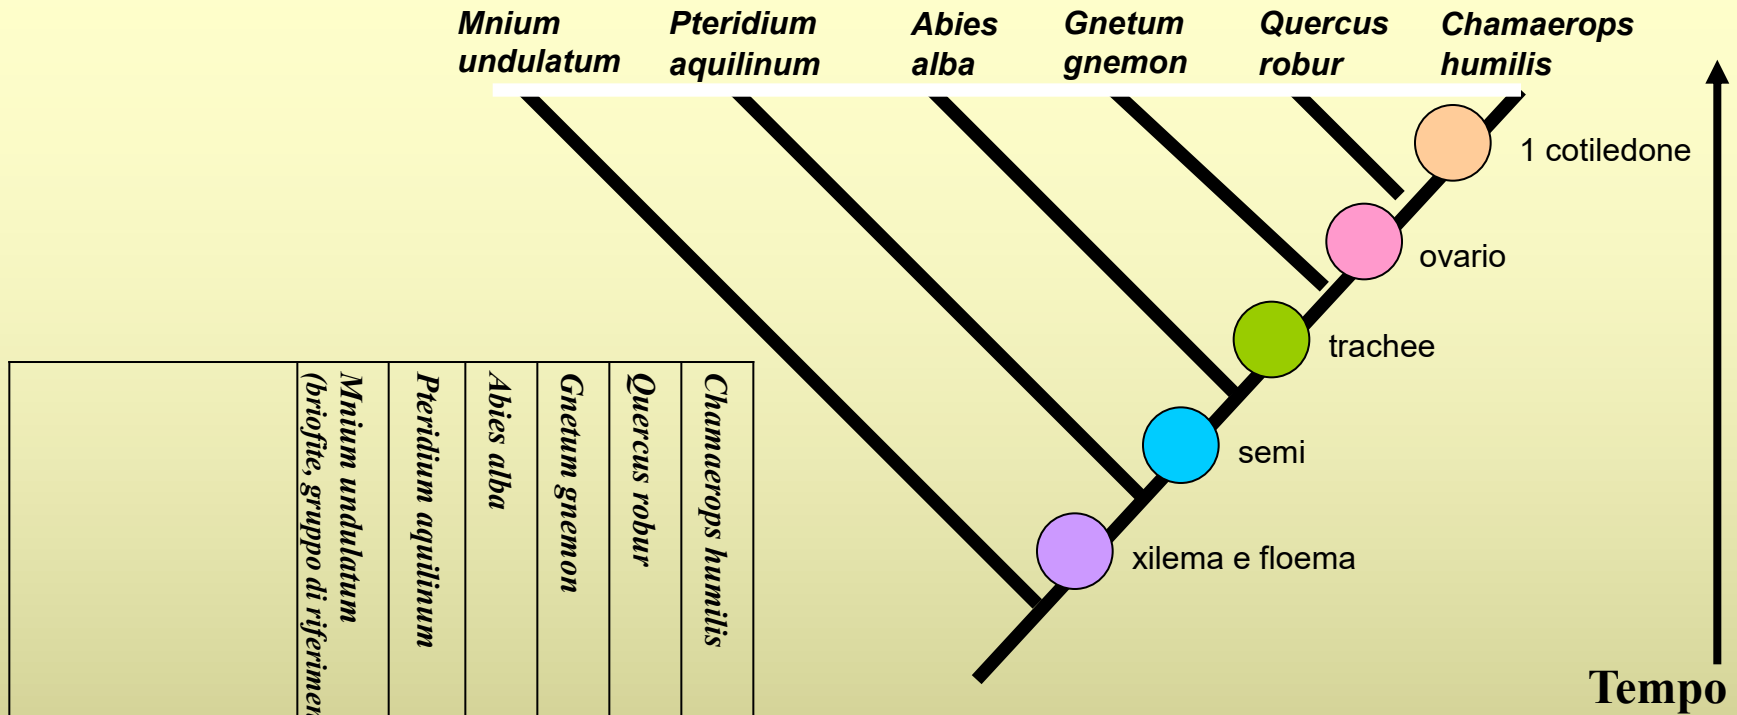 Mnium
undulatum
Pteridium
aquilinum
Abies
alba
Gnetum
gnemon
Quercus
robur
Chamaerops
humilis
1 cotiledone
ovario
trachee
semi
xilema e floema
Tempo
Mnium undulatum
(briofite, gruppo di
Pteridium aquilinum
Abies alba
Gnetum gnemon
Quercus robur
Chamaerops humilis